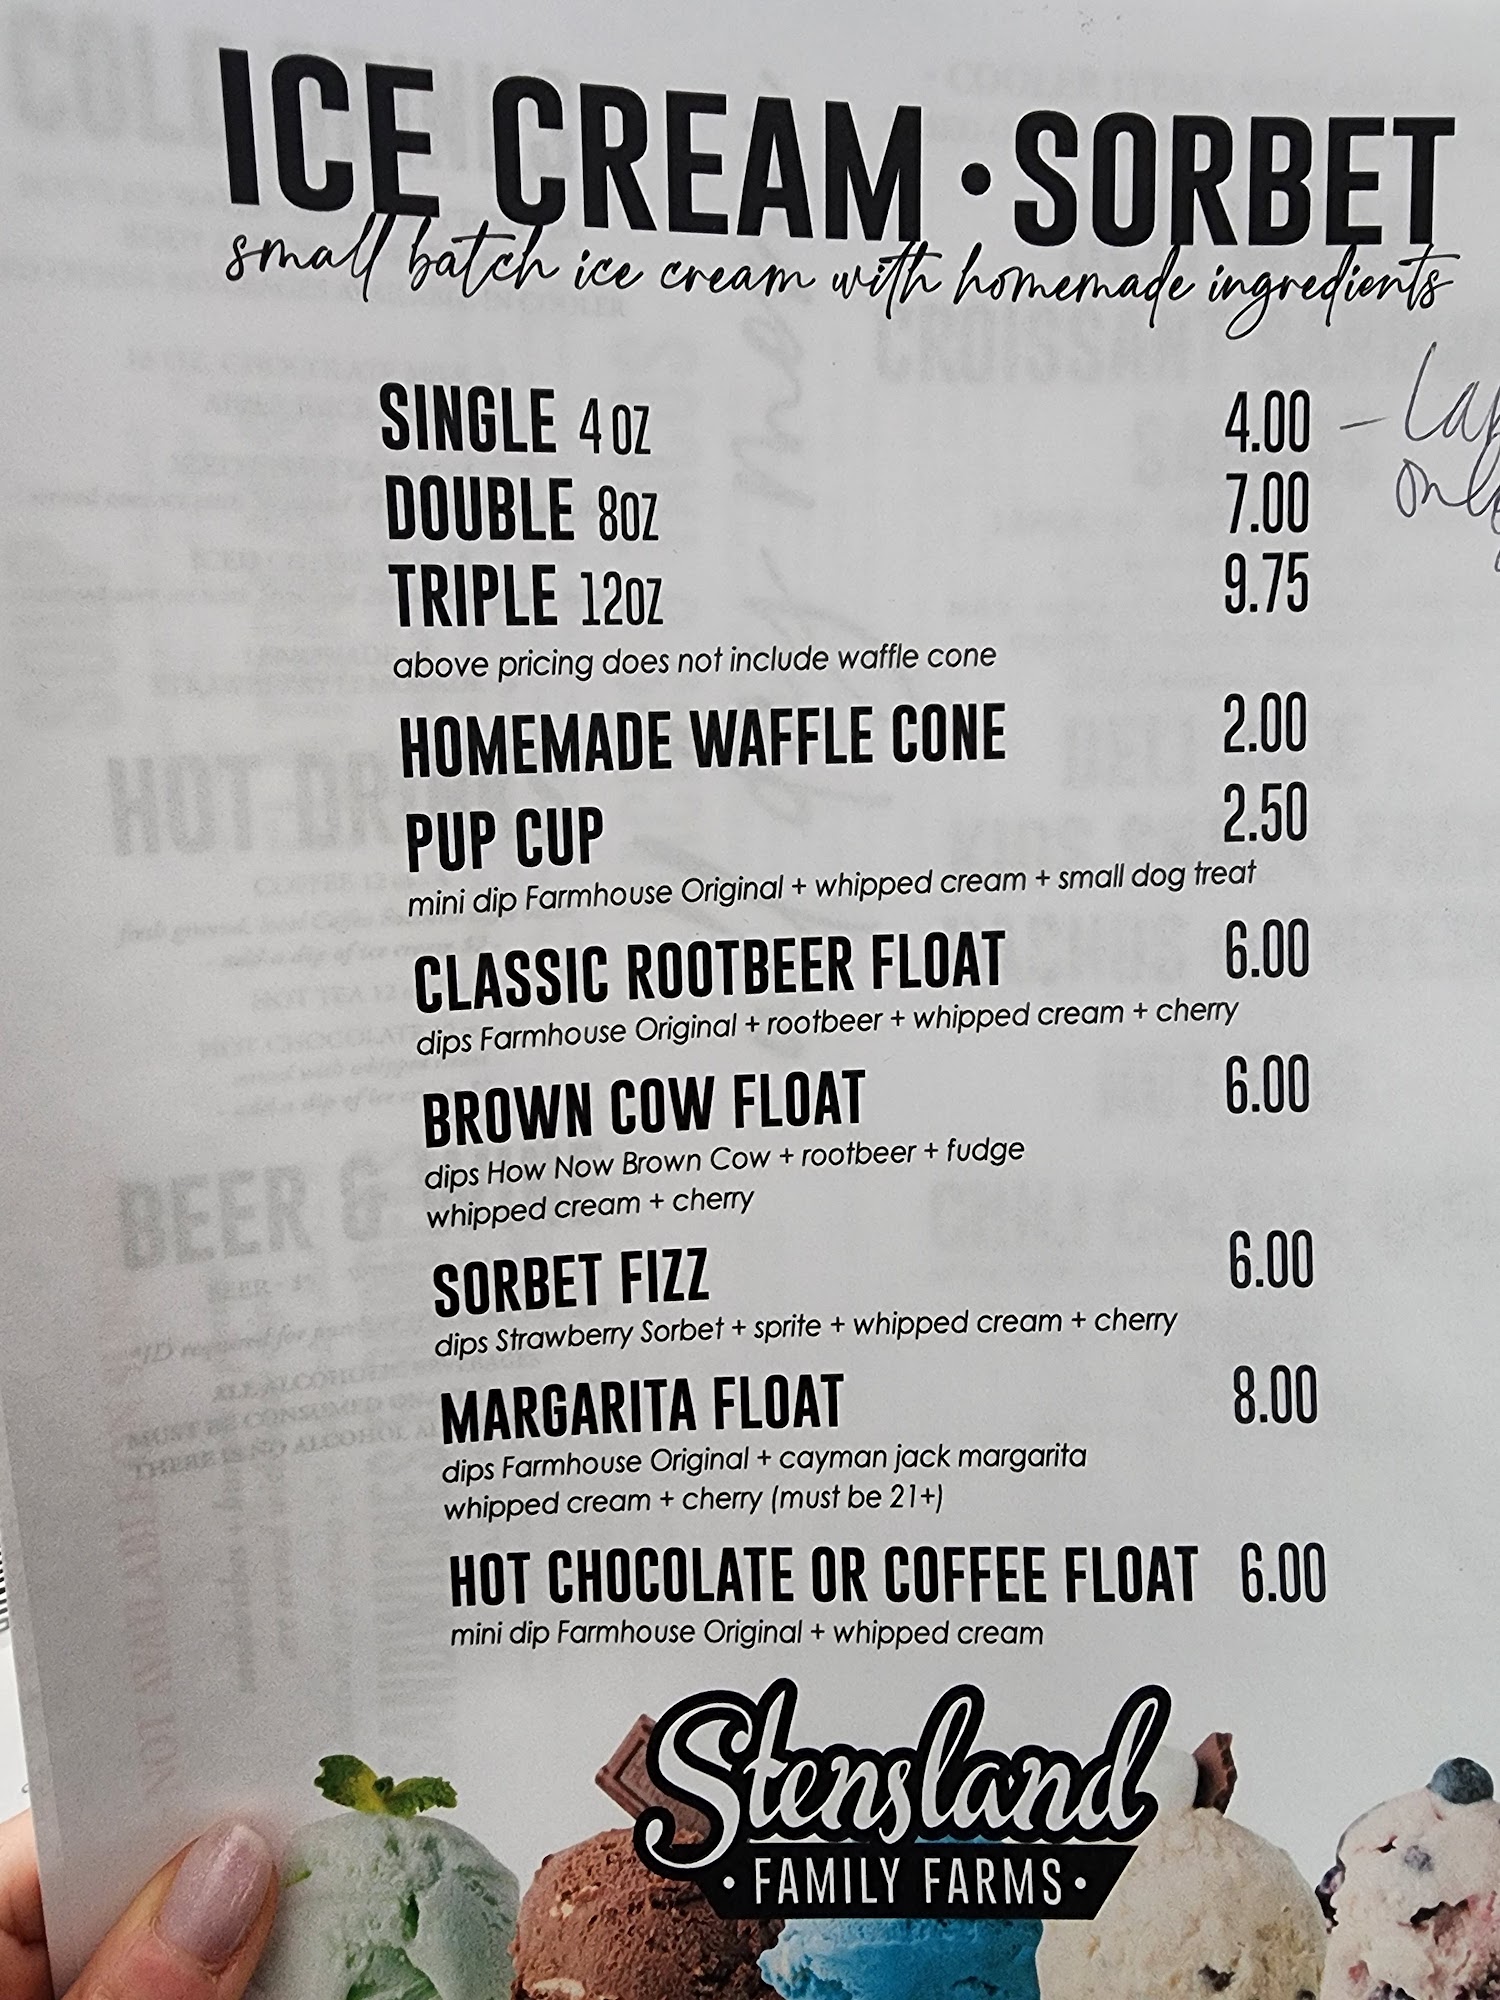 ICE CREAM • SORBET
small batch ice cream with homemade ingredients
SINGLE 4 OZ 4.00 -
only
DOUBLE 8OZ 7.00
TRIPLE 12OZ 9.75
above pricing does not include waffle cone
HOMEMADE WAFFLE CONE 2.00
PUP CUP 2.50
mini dip Farmhouse Original + whipped cream + small dog treat
CLASSIC ROOTBEER FLOAT 6.00
dips Farmhouse Original + rootbeer + whipped cream + cherry
BROWN COW FLOAT 6.00
dips How Now Brown Cow + rootbeer + fudge
whipped cream + cherry
SORBET FIZZ 6.00
dips Strawberry Sorbet + sprite + whipped cream + cherry
MARGARITA FLOAT 8.00
dips Farmhouse Original + cayman jack margarita
whipped cream + cherry (must be 21+)
HOT CHOCOLATE OR COFFEE FLOAT 6.00
mini dip Farmhouse Original + whipped cream
Stensland
• FAMILY FARMS •